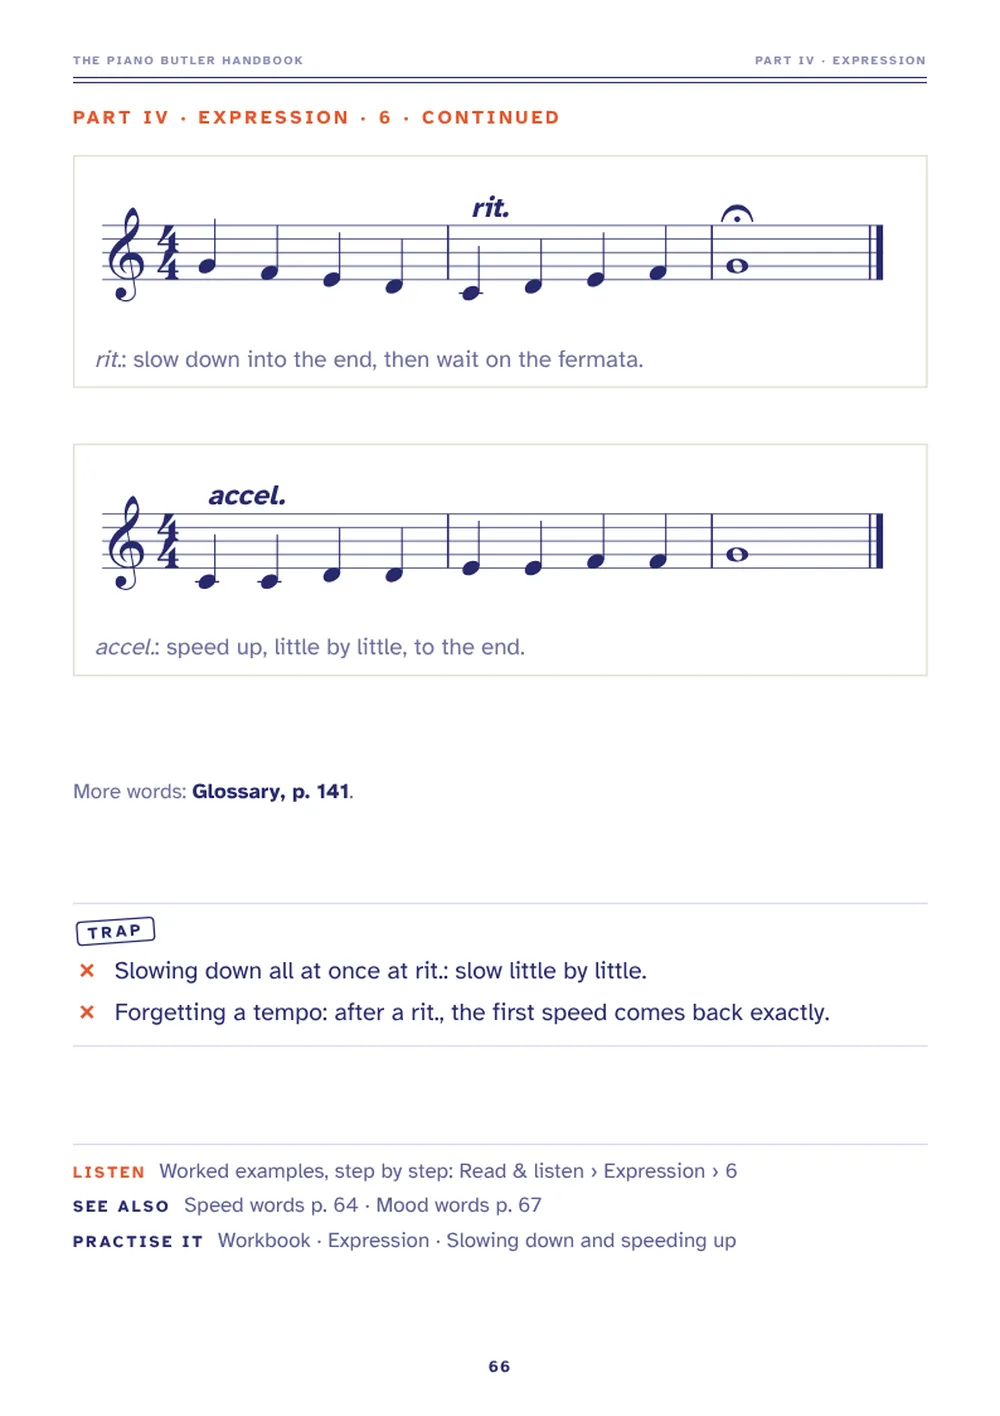 THE PIANO BUTLER HANDBOOK
PART IV · EXPRESSION
PART IV · EXPRESSION · 6 · CONTINUED
rit.
4
4
rit.: slow down into the end, then wait on the fermata.
accel.
4
4
accel.: speed up, little by little, to the end.
More words: Glossary, p. 141.
TRAP
× Slowing down all at once at rit.: slow little by little.
× Forgetting a tempo: after a rit., the first speed comes back exactly.
LISTEN Worked examples, step by step: Read & listen › Expression › 6
SEE ALSO Speed words p. 64 · Mood words p. 67
PRACTISE IT Workbook · Expression · Slowing down and speeding up
66